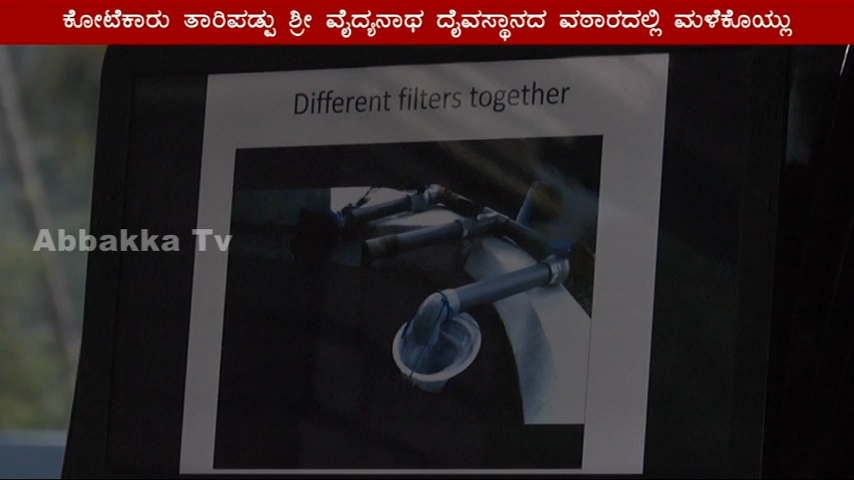 ಕೋಟೆಕಾರು ತಾರಿಪಡ್ಪು ಶ್ರೀ ವೈದ್ಯನಾಥ ದೈವಸ್ಥಾನದ ವಠಾರದಲ್ಲಿ ಮಳೆಕೊಯ್ಲು
Different filters together
Abbakka Tv